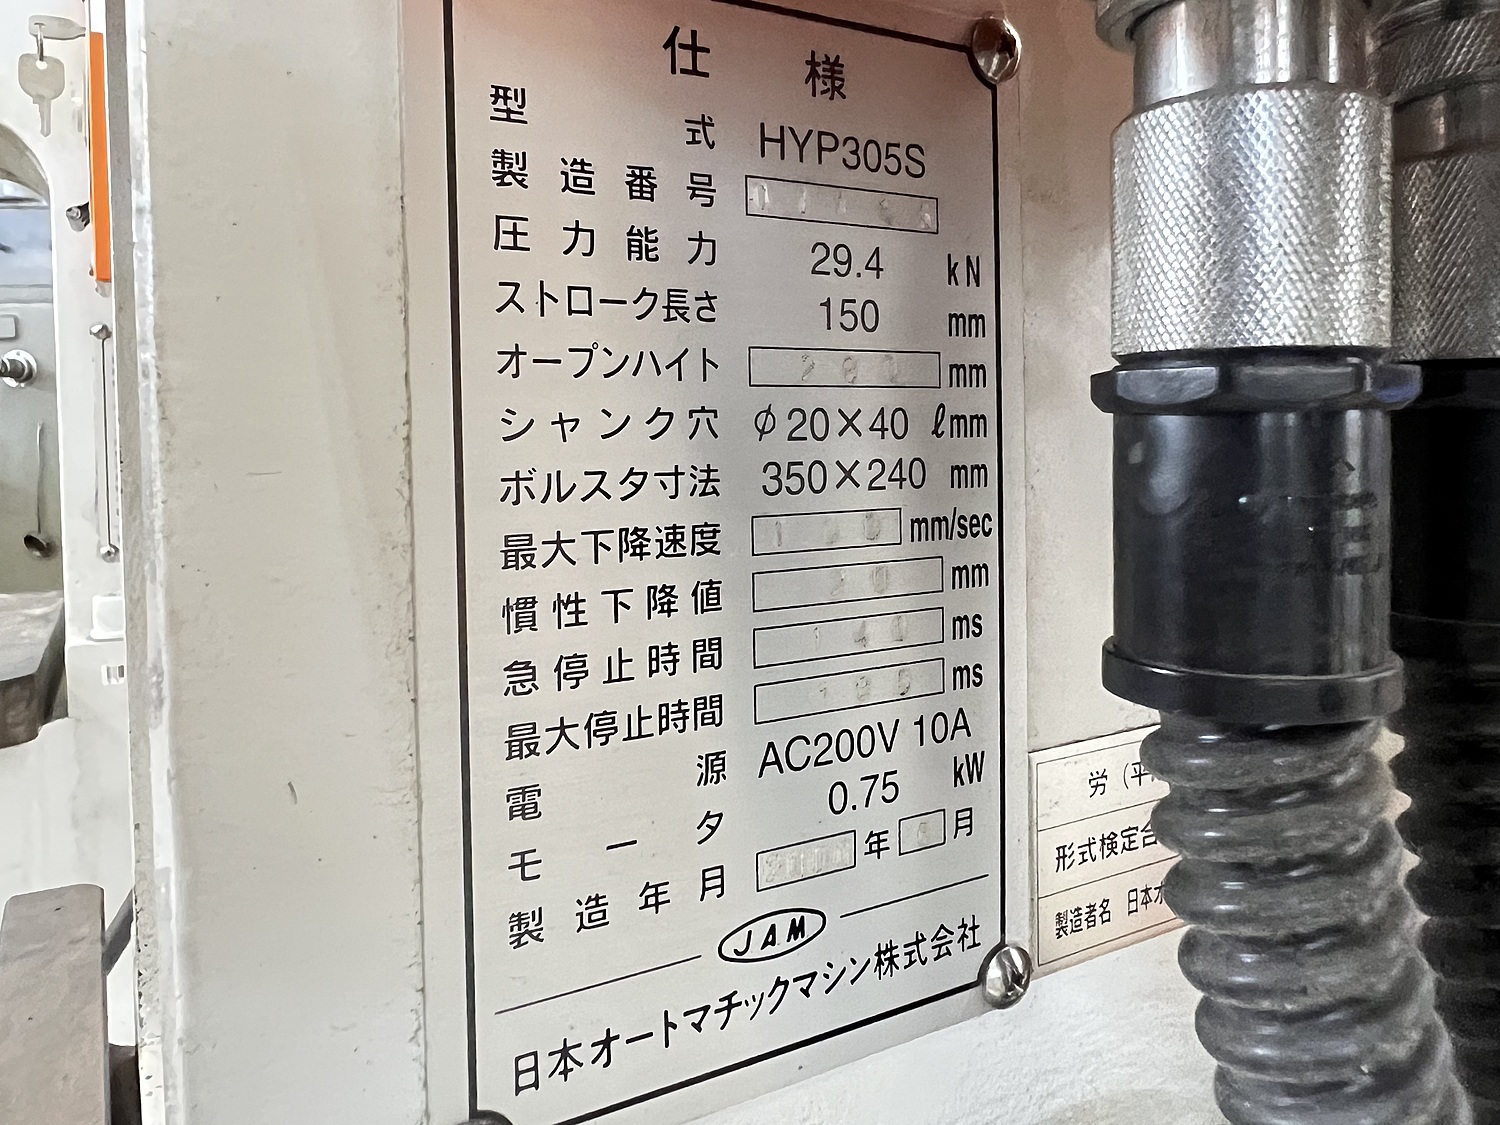 仕様
型式 HYP305S
製造番号
圧力能力 29.4 kN
ストローク長さ 150 mm
オープンハイト mm
シャンク穴 φ20×40 ℓmm
ボルスタ寸法 350×240 mm
最大下降速度 mm/sec
慣性下降値 mm
急停止時間 ms
最大停止時間 ms
電源 AC200V 10A
モータ 0.75 kW
製造年月 年 月
JAM
日本オートマチックマシン株式会社
労(平
形式検定合
製造者名 日本オ